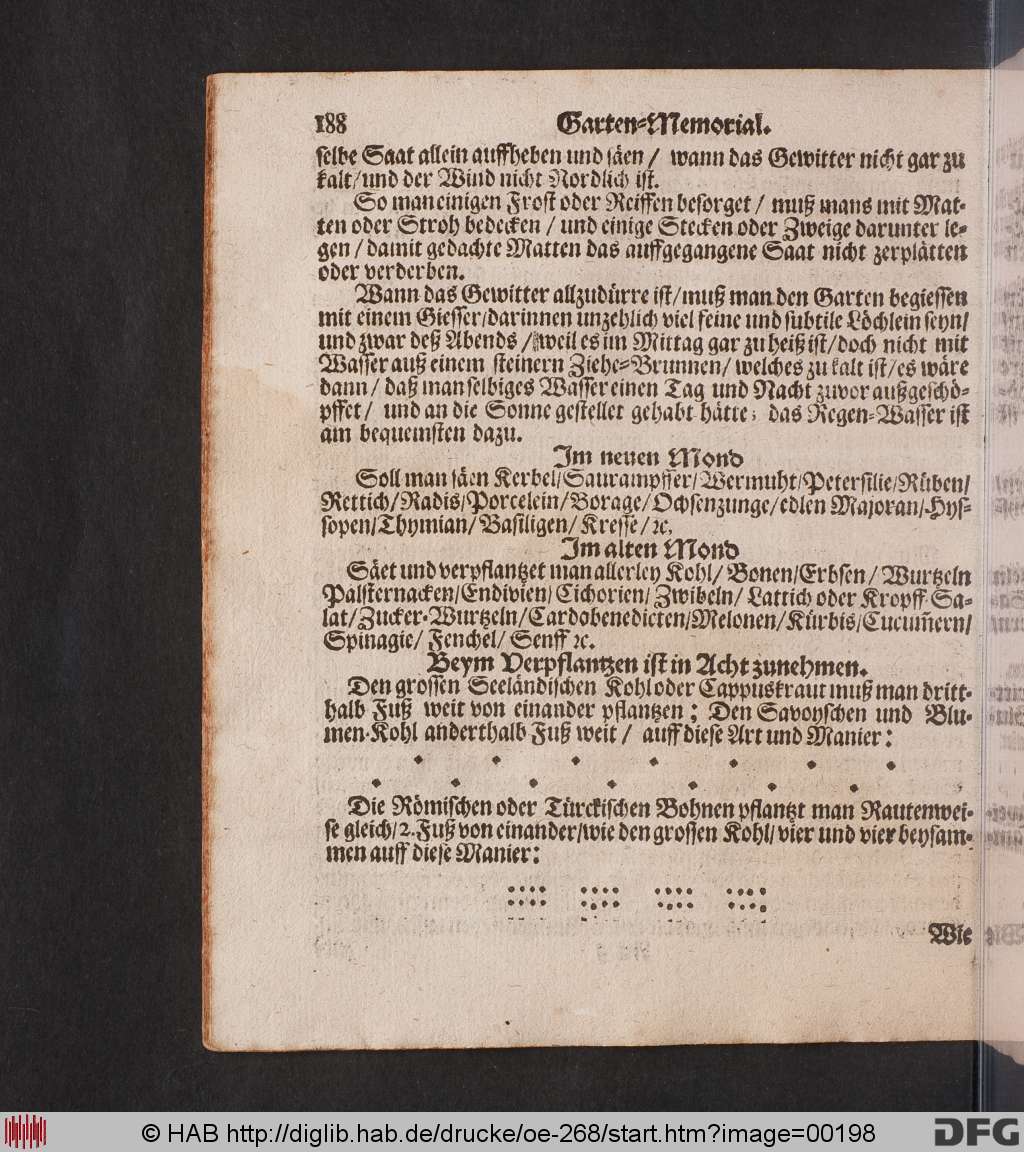 188 Garten-Memorial.
selbe Saat allein auffheben und säen / wann das Gewitter nicht gar zu
kalt / und der Wind nicht Nordlich ist.
So man einigen Frost oder Reiffen besorget / muß mans mit Mat-
ten oder Stroh bedecken / und einige Stecken oder Zweige darunter le-
gen / damit gedachte Matten das auffgegangene Saat nicht zerplätten
oder verderben.
Wann das Gewitter allzudürre ist / muß man den Garten begiessen
mit einem Giesser / darinnen unzehlich viel feine und subtile Löchlein seyn /
und zwar deß Abends / weil es im Mittag gar zu heiß ist / doch nicht mit
Wasser auß einem steinern Ziehe-Brunnen / welches zu kalt ist / es wäre
dann / daß man selbiges Wasser einen Tag und Nacht zuvor außgeschö-
pffet / und an die Sonne gestellet gehabt hätte; das Regen-Wasser ist
am bequemsten dazu.
Im neuen Mond
Soll man säen Kerbel / Saurampffer / Wermuht / Petersilie / Rüben /
Rettich / Radis / Porcelein / Borage / Ochsenzunge / edlen Majoran / Hys-
sopen / Thymian / Basiligen / Kresse / ꝛc.
Im alten Mond
Säet und verpflantzet man allerley Kohl / Bonen / Erbsen / Wurtzeln
Palsternacken / Endivien / Cichorien / Zwibeln / Lattich oder Kropff Sa-
lat / Zucker-Wurtzeln / Cardobenedicten / Melonen / Kürbis / Cucum̃ern /
Spinagie / Fenchel / Senff ꝛc.
Beym Verpflantzen ist in Acht zunehmen.
Den grossen Seeländischen Kohl oder Cappuskraut muß man dritt-
halb Fuß weit von einander pflantzen; Den Savoyschen und Blu-
men-Kohl anderthalb Fuß weit / auff diese Art und Manier:
Die Römischen oder Türckischen Bohnen pflantzt man Rautenwei-
se gleich / 2. Fuß von einander / wie den grossen Kohl / vier und vier beysam-
men auff diese Manier:
Wie
© HAB http://diglib.hab.de/drucke/oe-268/start.htm?image=00198
DFG